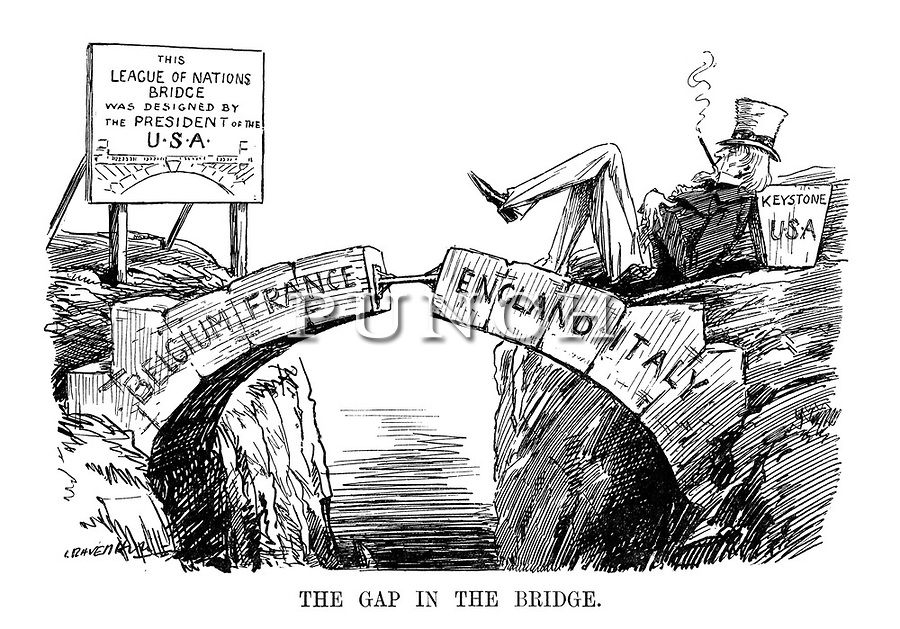 THIS
LEAGUE OF NATIONS
BRIDGE
WAS DESIGNED BY
THE PRESIDENT OF THE
U.S.A.
KEYSTONE
U.S.A
BELGIUM FRANCE
ENGLAND ITALY
PUNCH
THE GAP IN THE BRIDGE.